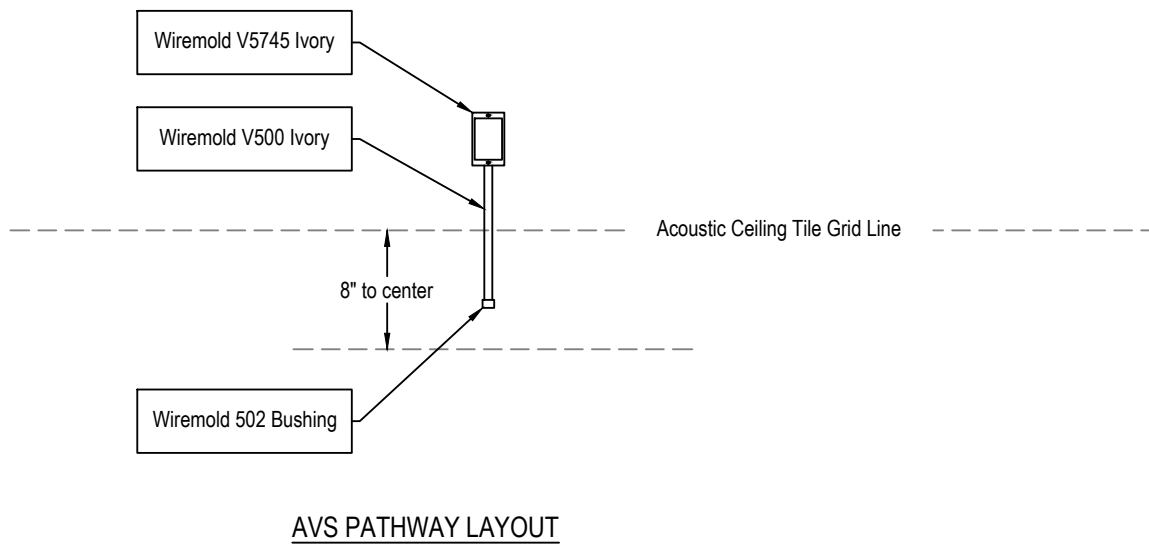 Wiremold V5745 Ivory
Wiremold V500 Ivory
Acoustic Ceiling Tile Grid Line
8" to center
Wiremold 502 Bushing
AVS PATHWAY LAYOUT